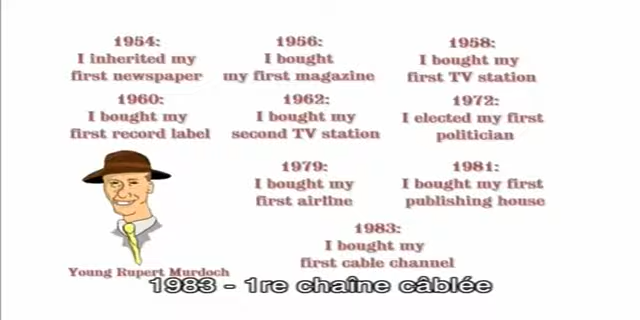 1954:
I inherited my
first newspaper
1956:
I bought
my first magazine
1958:
I bought my
first TV station
1960:
I bought my
first record label
1962:
I bought my
second TV station
1972:
I elected my first
politician
1979:
I bought my
first airline
1981:
I bought my first
publishing house
1983:
I bought my
first cable channel
Young Rupert Murdoch
1983 - 1re chaîne câblée